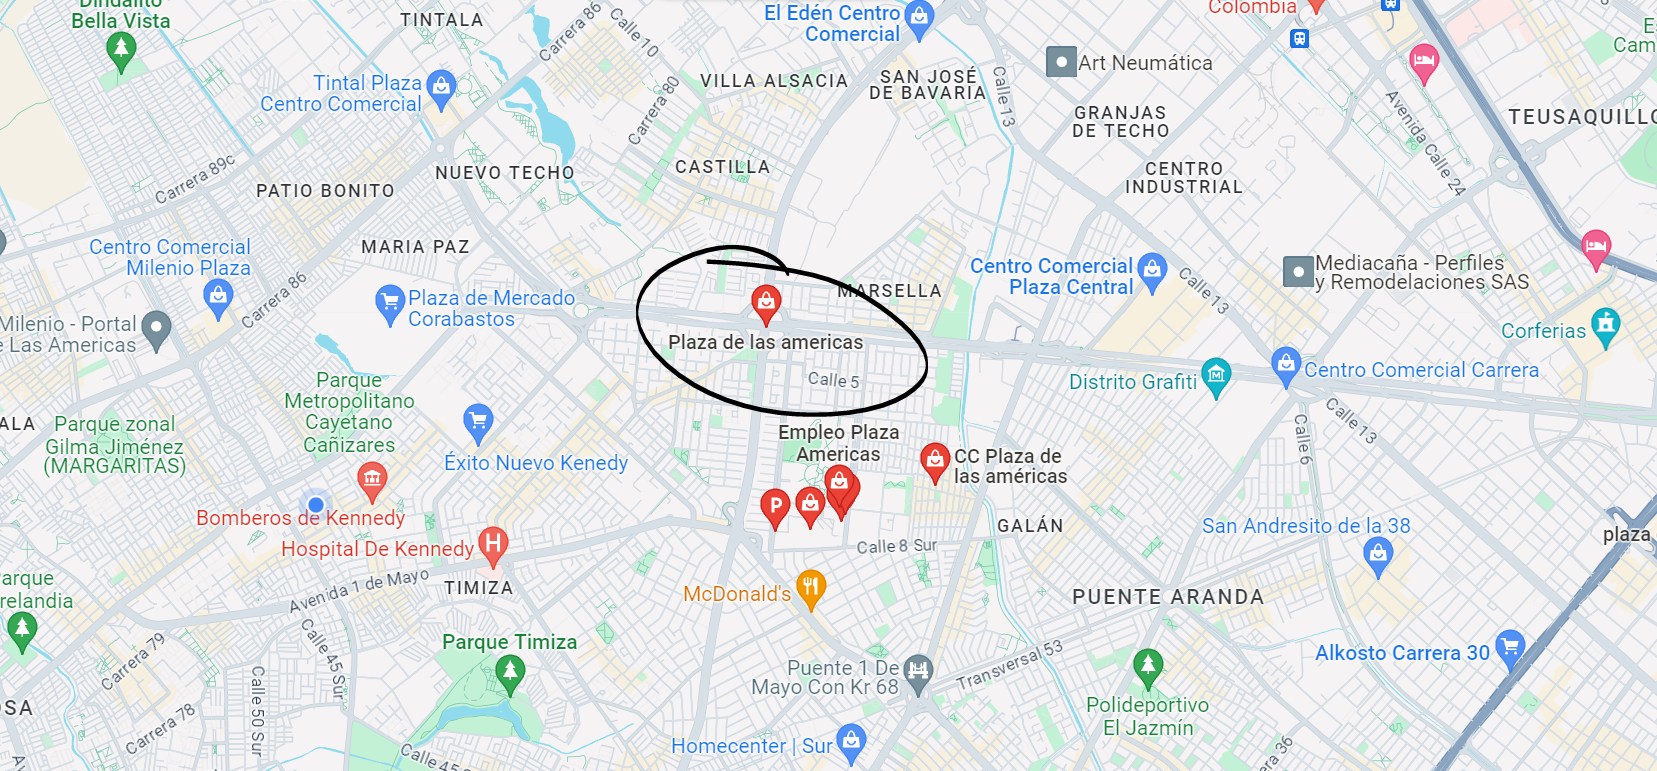 Dindalito
Bella Vista
TINTALA
Carrera 86
Calle 10
El Edén Centro
Comercial
Colombia
Tintal Plaza
Centro Comercial
Carrera 80
VILLA ALSACIA
SAN JOSÉ
DE BAVARIA
Calle 13
Art Neumática
GRANJAS
DE TECHO
Avenida Calle 24
Cam
TEUSAQUILLO
Carrera 89c
PATIO BONITO
NUEVO TECHO
CASTILLA
CENTRO
INDUSTRIAL
Centro Comercial
Milenio Plaza
MARIA PAZ
Carrera 86
Plaza de Mercado
Corabastos
MARSELLA
Centro Comercial
Plaza Central
Calle 13
Mediacaña - Perfiles
y Remodelaciones SAS
Milenio - Portal
e Las Americas
Plaza de las americas
Corferias
Calle 5
Distrito Grafiti
Centro Comercial Carrera
Parque
Metropolitano
Cayetano
Cañizares
ALA
Parque zonal
Gilma Jiménez
(MARGARITAS)
Éxito Nuevo Kenedy
Empleo Plaza
Americas
CC Plaza de
las américas
Calle 6
Calle 13
Bomberos de Kennedy
P
Hospital De Kennedy
H
GALÁN
San Andresito de la 38
plaza
Calle 8 Sur
Avenida 1 de Mayo
TIMIZA
McDonald's
PUENTE ARANDA
arque
relandia
Carrera 79
Calle 45 Sur
Parque Timiza
Puente 1 De
Mayo Con Kr 68
Transversal 53
Alkosto Carrera 30
Polideportivo
El Jazmín
OSA
Carrera 78
Calle 50 Sur
Calle 45
Homecenter | Sur
Carrera 36
Av